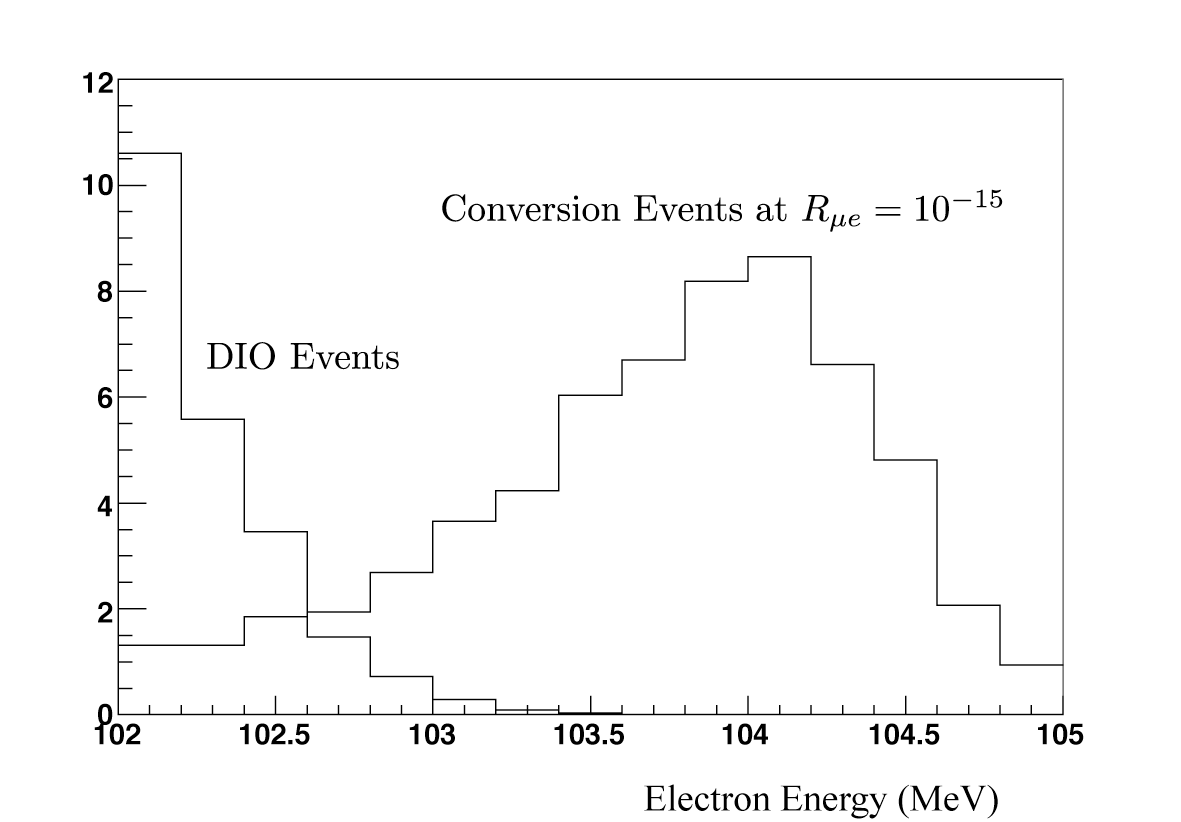 12
10
Conversion Events at $R_{\mu e} = 10^{-15}$
8
DIO Events
6
4
2
0
102 102.5 103 103.5 104 104.5 105
Electron Energy (MeV)